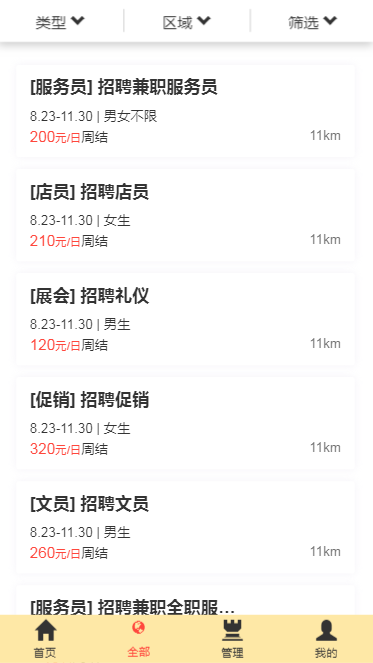 类型 区域 筛选
[服务员] 招聘兼职服务员
8.23-11.30 | 男女不限
200元/日周结 11km
[店员] 招聘店员
8.23-11.30 | 女生
210元/日周结 11km
[展会] 招聘礼仪
8.23-11.30 | 男生
120元/日周结 11km
[促销] 招聘促销
8.23-11.30 | 女生
320元/日周结 11km
[文员] 招聘文员
8.23-11.30 | 男生
260元/日周结 11km
[服务员] 招聘兼职全职服...
首页 全部 管理 我的